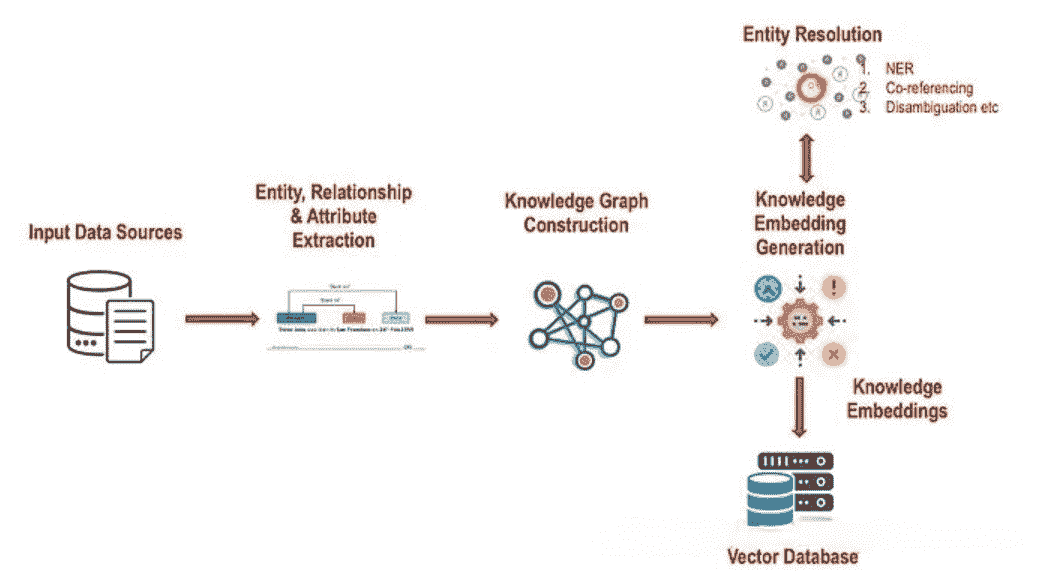 Entity Resolution
1. NER
2. Co-referencing
3. Disambiguation etc
Entity, Relationship
& Attribute
Extraction
Knowledge Graph
Construction
Knowledge
Embedding
Generation
Input Data Sources
Knowledge
Embeddings
Vector Database